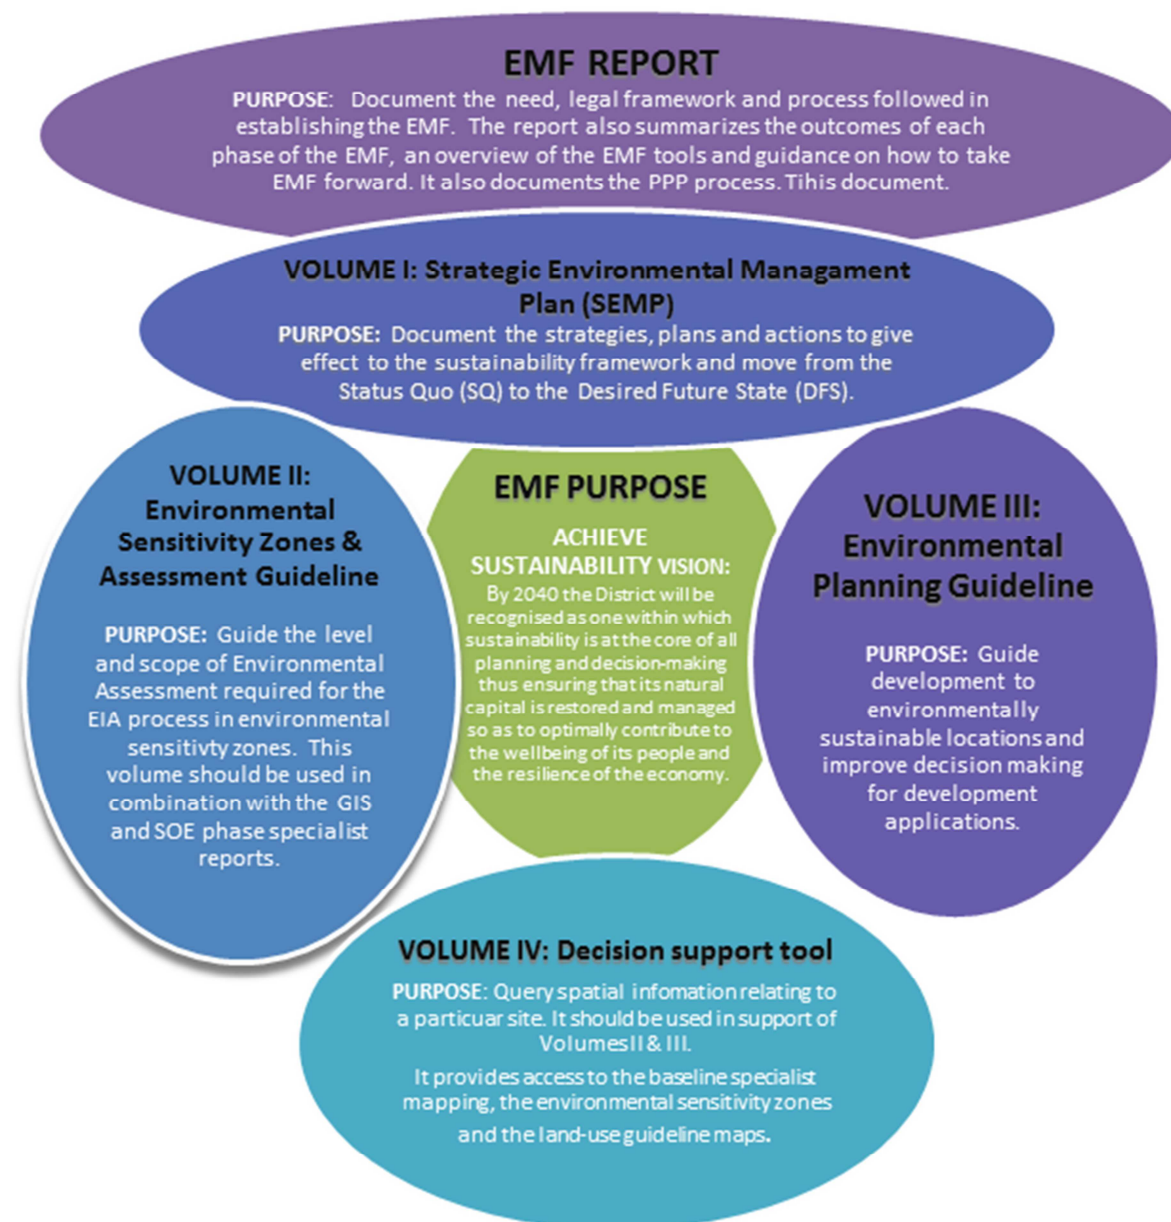 EMF REPORT
PURPOSE: Document the need, legal framework and process followed in
establishing the EMF. The report also summarizes the outcomes of each
phase of the EMF, an overview of the EMF tools and guidance on how to take
EMF forward. It also documents the PPP process. Tihis document.
VOLUME I: Strategic Environmental Managament
Plan (SEMP)
PURPOSE: Document the strategies, plans and actions to give
effect to the sustainability framework and move from the
Status Quo (SQ) to the Desired Future State (DFS).
VOLUME II:
Environmental
Sensitivity Zones &
Assessment Guideline
PURPOSE: Guide the level
and scope of Environmental
Assessment required for the
EIA process in environmental
sensitivty zones. This
volume should be used in
combination with the GIS
and SOE phase specialist
reports.
EMF PURPOSE
ACHIEVE
SUSTAINABILITY VISION:
By 2040 the District will be
recognised as one within which
sustainability is at the core of all
planning and decision-making
thus ensuring that its natural
capital is restored and managed
so as to optimally contribute to
the wellbeing of its people and
the resilience of the economy.
VOLUME III:
Environmental
Planning Guideline
PURPOSE: Guide
development to
environmentally
sustainable locations and
improve decision making
for development
applications.
VOLUME IV: Decision support tool
PURPOSE: Query spatial infomation relating to
a particuar site. It should be used in support of
Volumes II & III.
It provides access to the baseline specialist
mapping, the environmental sensitivity zones
and the land-use guideline maps.